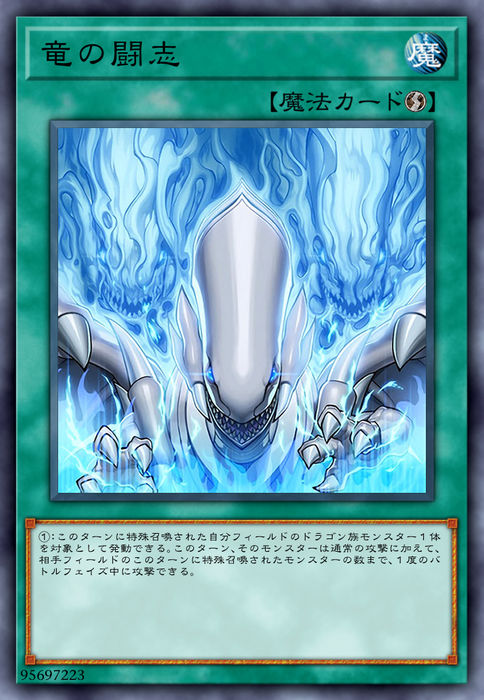 竜の闘志
魔
【魔法カード】
①:このターンに特殊召喚された自分フィールドのドラゴン族モンスター1体
を対象として発動できる。このターン、そのモンスターは通常の攻撃に加えて、
相手フィールドのこのターンに特殊召喚されたモンスターの数まで、1度のバ
トルフェイズ中に攻撃できる。
95697223